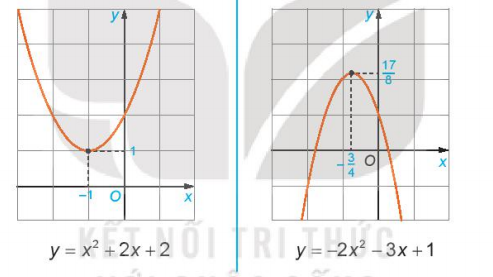 y
1
−1
O
x
y = x² + 2x + 2
y
17/8
−3/4
O
x
y = −2x² − 3x + 1
KẾT NỐI TRI THỨC